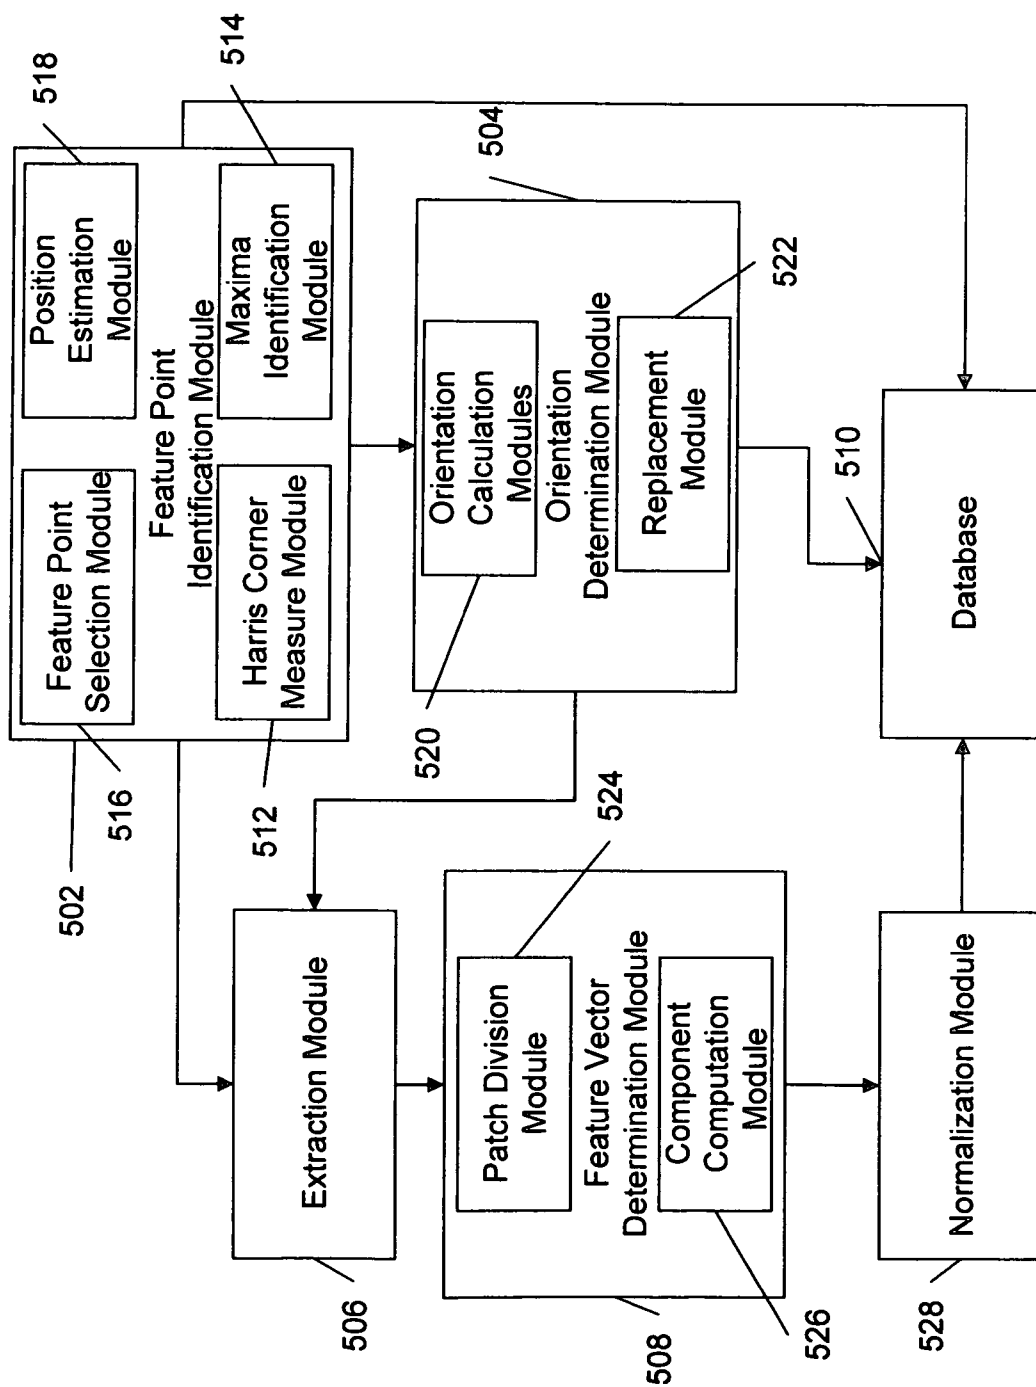 502
516
Feature Point
Selection Module
Position
Estimation
Module
518
Feature Point
Identification Module
512
Harris Corner
Measure Module
Maxima
Identification
Module
514
506
Extraction Module
520
Orientation
Calculation
Modules
504
Orientation
Determination Module
Replacement
Module
522
508
Patch Division
Module
524
Feature Vector
Determination Module
526
Component
Computation
Module
510
528
Normalization Module
Database